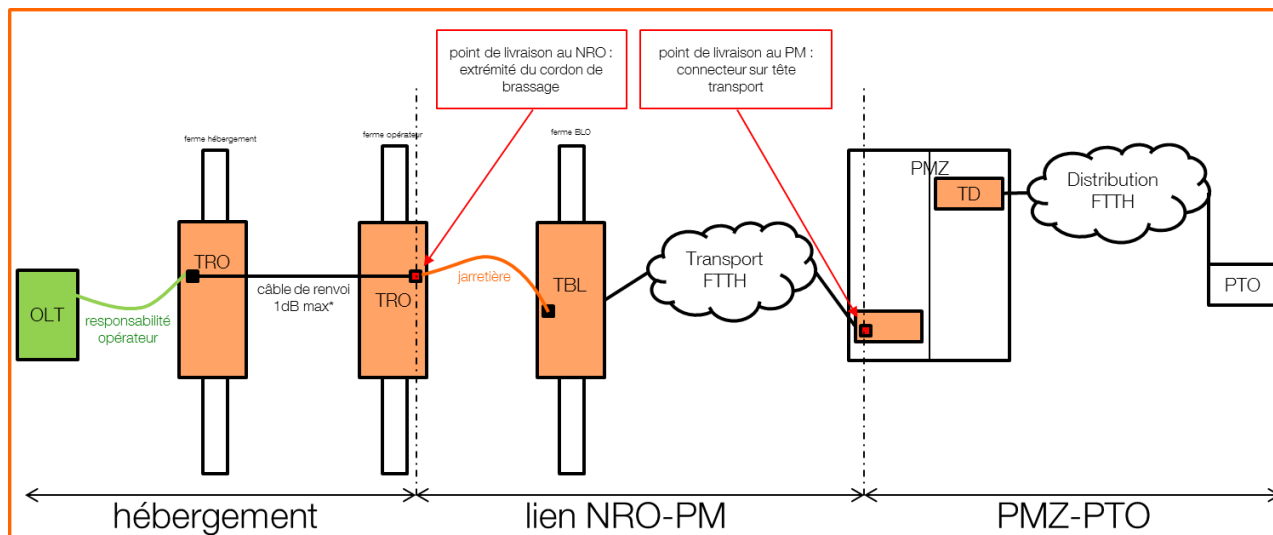 point de livraison au NRO :
extrémité du cordon de
brassage
point de livraison au PM :
connecteur sur tête
transport
ferme hébergement
ferme opérateur
ferme BLO
PMZ
TD
Distribution
FTTH
TRO
câble de renvoi
1dB max*
TRO
jarretière
TBL
Transport
FTTH
PTO
OLT
responsabilité
opérateur
hébergement
lien NRO-PM
PMZ-PTO